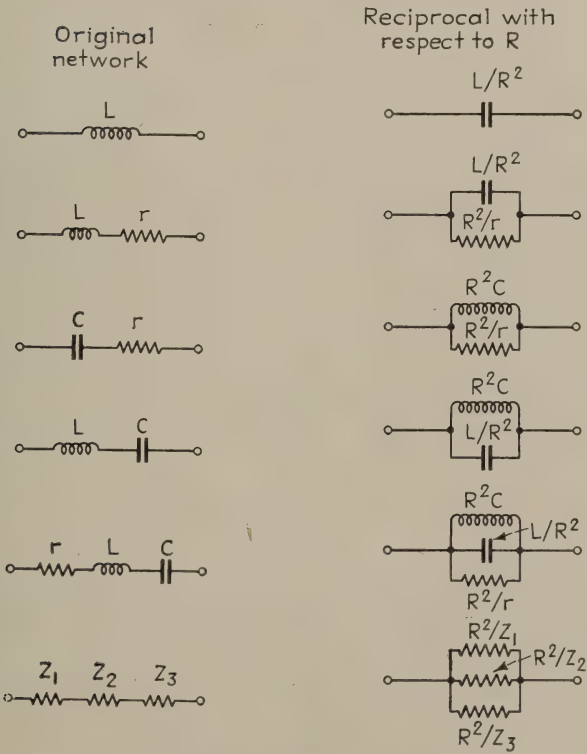 Original
network
Reciprocal with
respect to R
L
L/R²
L r
L/R²
R²/r
C r
R²C
R²/r
L C
R²C
L/R²
r L C
R²C
L/R²
R²/r
Z₁ Z₂ Z₃
R²/Z₁
R²/Z₂
R²/Z₃